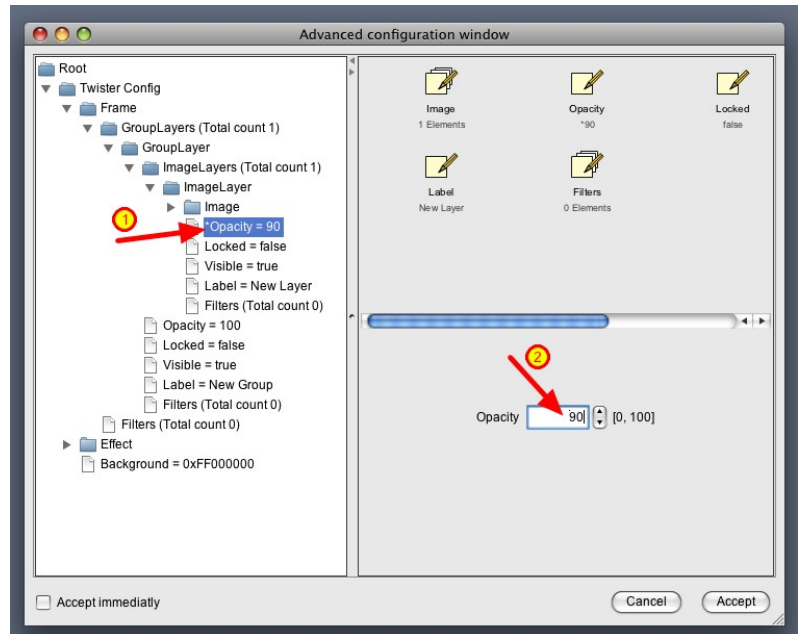 Advanced configuration window
Root
Twister Config
Frame
GroupLayers (Total count 1)
GroupLayer
ImageLayers (Total count 1)
ImageLayer
Image
*Opacity = 90
Locked = false
Visible = true
Label = New Layer
Filters (Total count 0)
Opacity = 100
Locked = false
Visible = true
Label = New Group
Filters (Total count 0)
Filters (Total count 0)
Effect
Background = 0xFF000000
1
Image Opacity Locked
1 Elements *90 false
Label Filters
New Layer 0 Elements
2
Opacity 90 [0, 100]
Accept immediatly Cancel Accept